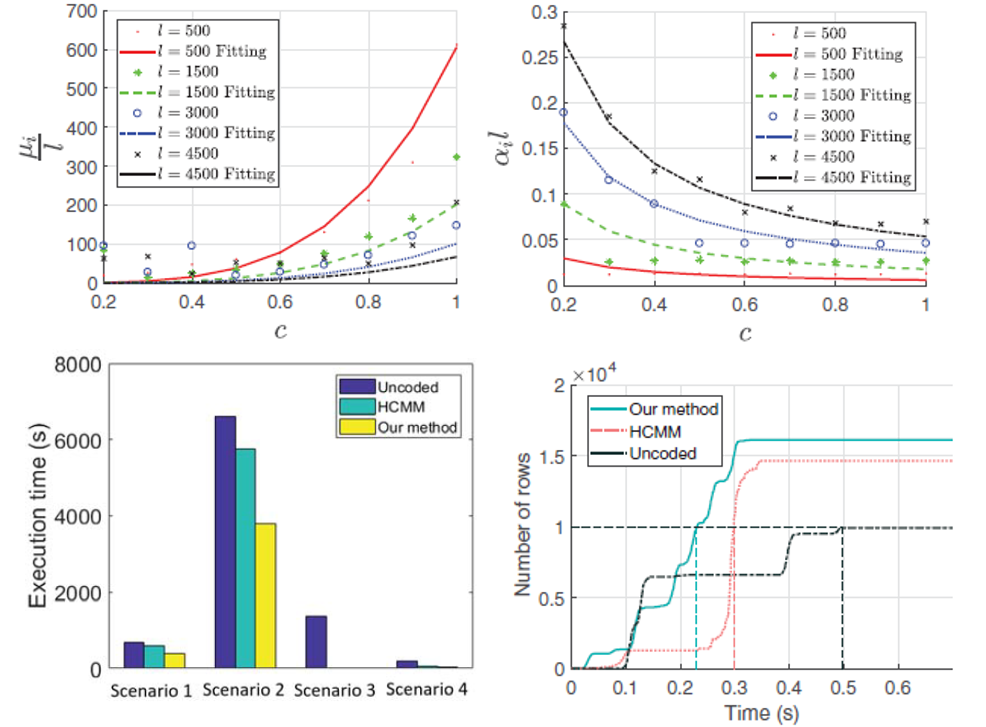 700
600
500
400
300
200
100
0
0.2
0.4
0.6
0.8
1
μ_i / l
c
l = 500
l = 500 Fitting
l = 1500
l = 1500 Fitting
l = 3000
l = 3000 Fitting
l = 4500
l = 4500 Fitting
0.3
0.25
0.2
0.15
0.1
0.05
0
0.2
0.4
0.6
0.8
1
α_i l
c
l = 500
l = 500 Fitting
l = 1500
l = 1500 Fitting
l = 3000
l = 3000 Fitting
l = 4500
l = 4500 Fitting
8000
6000
4000
2000
0
Execution time (s)
Uncoded
HCMM
Our method
Scenario 1
Scenario 2
Scenario 3
Scenario 4
×10^4
2
1.5
1
0.5
0
Number of rows
Our method
HCMM
Uncoded
0
0.1
0.2
0.3
0.4
0.5
0.6
Time (s)